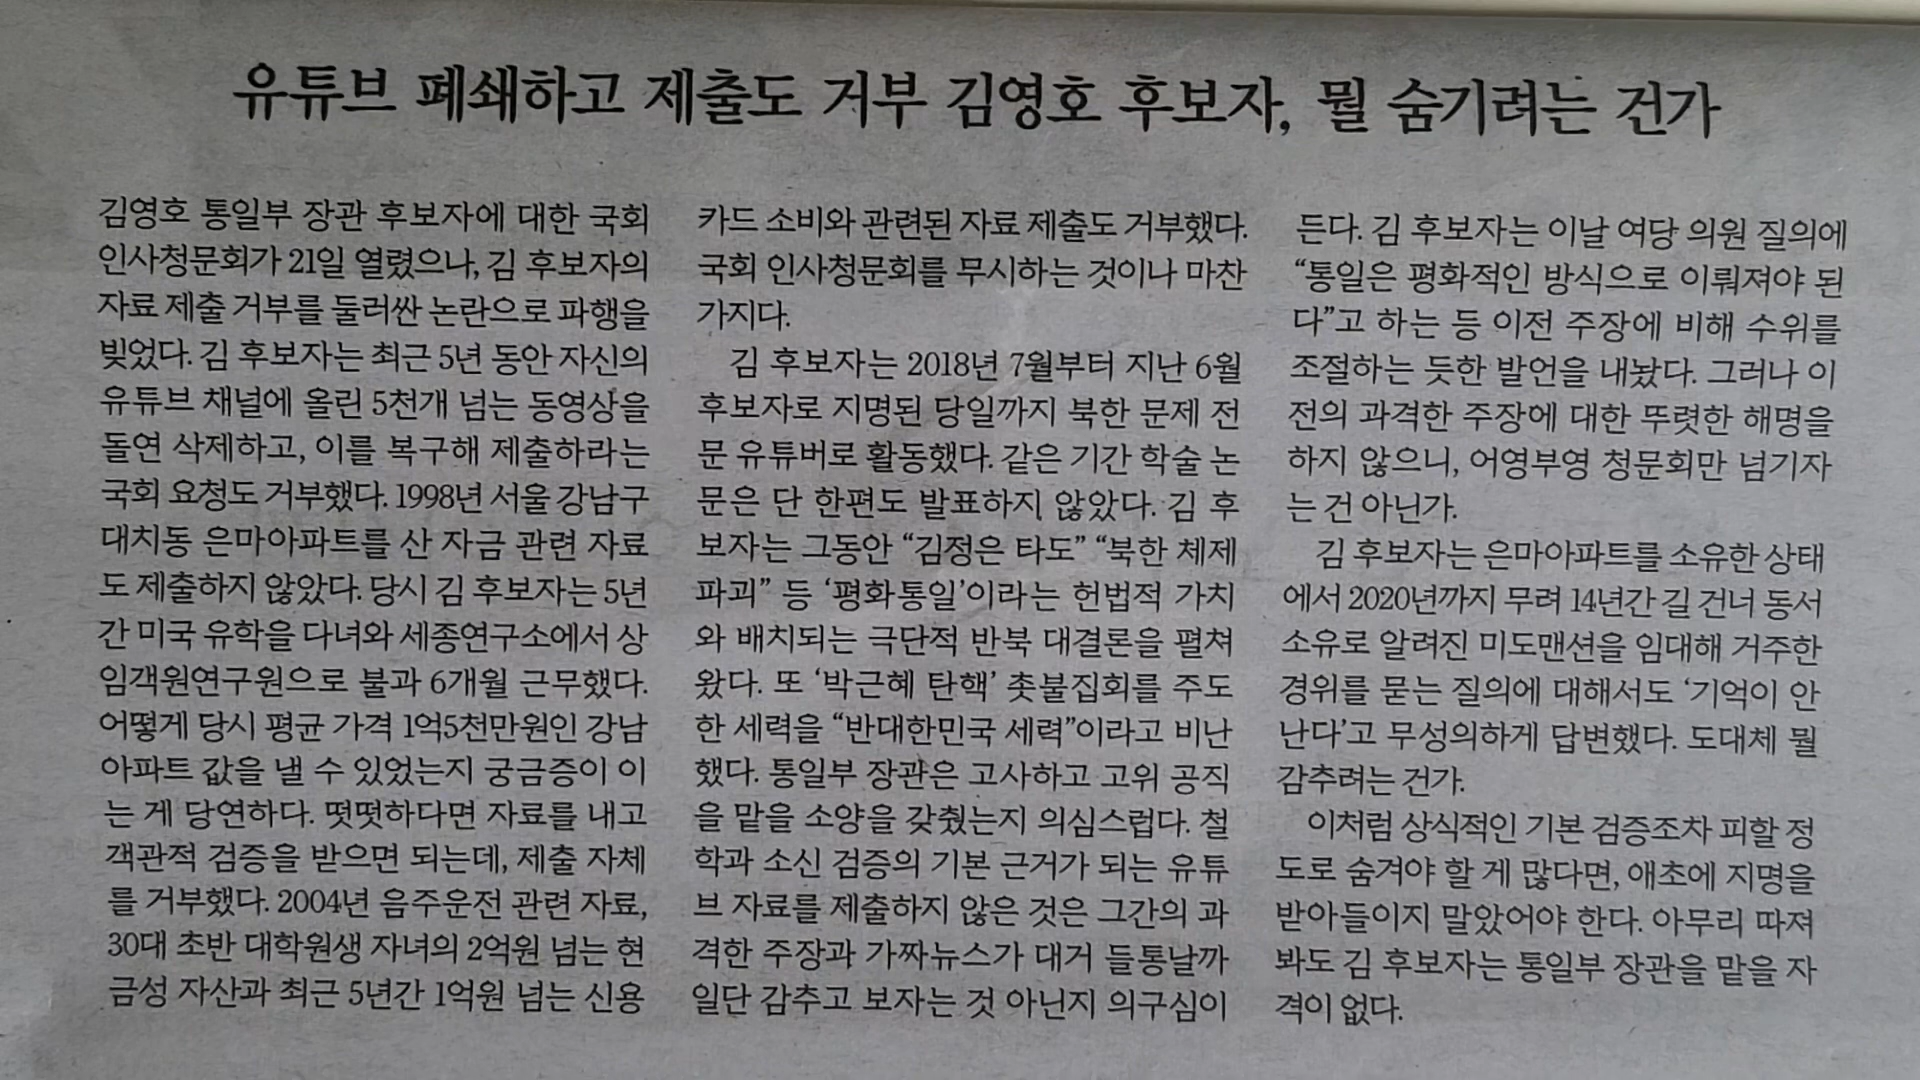 유튜브 폐쇄하고 제출도 거부 김영호 후보자, 뭘 숨기려는 건가
김영호 통일부 장관 후보자에 대한 국회
인사청문회가 21일 열렸으나, 김 후보자의
자료 제출 거부를 둘러싼 논란으로 파행을
빚었다. 김 후보자는 최근 5년 동안 자신의
유튜브 채널에 올린 5천개 넘는 동영상을
돌연 삭제하고, 이를 복구해 제출하라는
국회 요청도 거부했다. 1998년 서울 강남구
대치동 은마아파트를 산 자금 관련 자료
도 제출하지 않았다. 당시 김 후보자는 5년
간 미국 유학을 다녀와 세종연구소에서 상
임객원연구원으로 불과 6개월 근무했다.
어떻게 당시 평균 가격 1억5천만원인 강남
아파트 값을 낼 수 있었는지 궁금증이 이
는 게 당연하다. 떳떳하다면 자료를 내고
객관적 검증을 받으면 되는데, 제출 자체
를 거부했다. 2004년 음주운전 관련 자료,
30대 초반 대학원생 자녀의 2억원 넘는 현
금성 자산과 최근 5년간 1억원 넘는 신용
카드 소비와 관련된 자료 제출도 거부했다.
국회 인사청문회를 무시하는 것이나 마찬
가지다.
김 후보자는 2018년 7월부터 지난 6월
후보자로 지명된 당일까지 북한 문제 전
문 유튜버로 활동했다. 같은 기간 학술 논
문은 단 한편도 발표하지 않았다. 김 후
보자는 그동안 “김정은 타도” “북한 체제
파괴” 등 ‘평화통일’이라는 헌법적 가치
와 배치되는 극단적 반북 대결론을 펼쳐
왔다. 또 ‘박근혜 탄핵’ 촛불집회를 주도
한 세력을 “반대한민국 세력”이라고 비난
했다. 통일부 장관은 고사하고 고위 공직
을 맡을 소양을 갖췄는지 의심스럽다. 철
학과 소신 검증의 기본 근거가 되는 유튜
브 자료를 제출하지 않은 것은 그간의 과
격한 주장과 가짜뉴스가 대거 들통날까
일단 감추고 보자는 것 아닌지 의구심이
든다. 김 후보자는 이날 여당 의원 질의에
“통일은 평화적인 방식으로 이뤄져야 된
다”고 하는 등 이전 주장에 비해 수위를
조절하는 듯한 발언을 내놨다. 그러나 이
전의 과격한 주장에 대한 뚜렷한 해명을
하지 않으니, 어영부영 청문회만 넘기자
는 건 아닌가.
김 후보자는 은마아파트를 소유한 상태
에서 2020년까지 무려 14년간 길 건너 동서
소유로 알려진 미도맨션을 임대해 거주한
경위를 묻는 질의에 대해서도 ‘기억이 안
난다’고 무성의하게 답변했다. 도대체 뭘
감추려는 건가.
이처럼 상식적인 기본 검증조차 피할 정
도로 숨겨야 할 게 많다면, 애초에 지명을
받아들이지 말았어야 한다. 아무리 따져
봐도 김 후보자는 통일부 장관을 맡을 자
격이 없다.